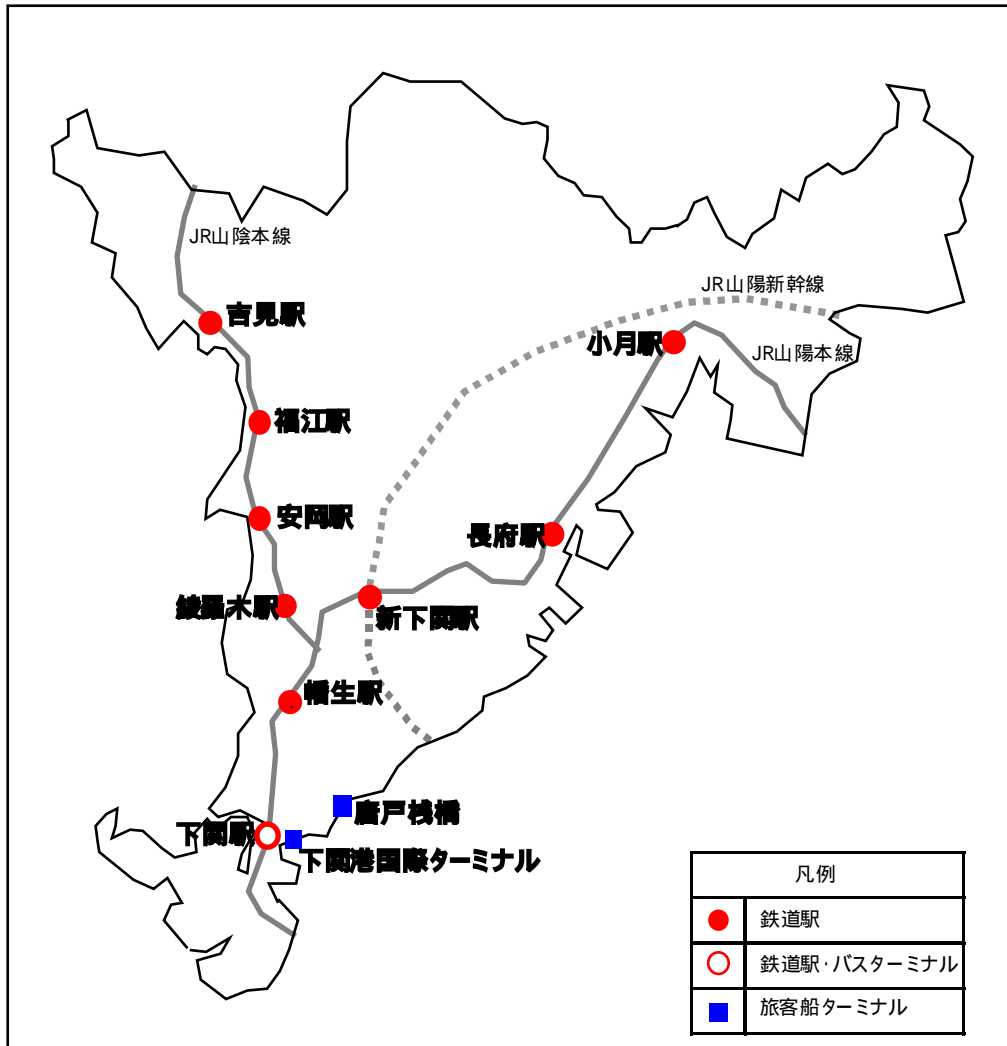 JR山陰本線
JR山陽新幹線
吉見駅
小月駅
JR山陽本線
福江駅
安岡駅
長府駅
綾羅木駅
新下関駅
幡生駅
唐戸桟橋
下関駅
下関港国際ターミナル
凡例
鉄道駅
鉄道駅・バスターミナル
旅客船ターミナル